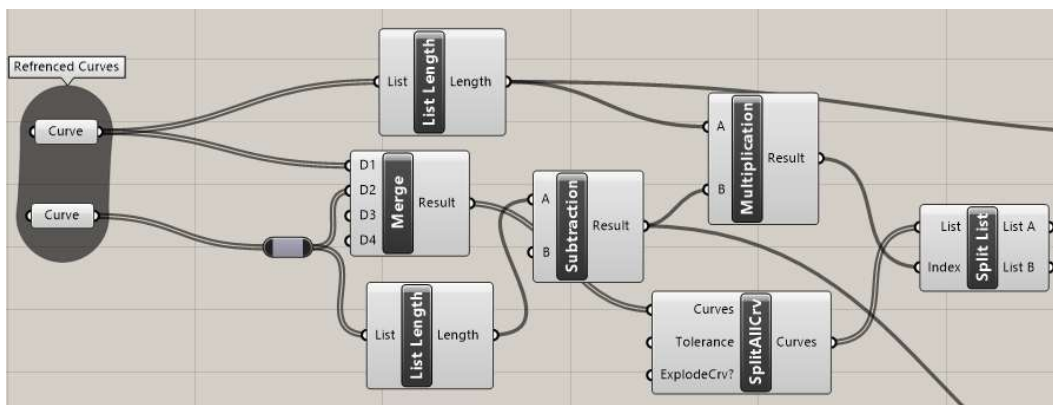 Refrenced Curves
Curve
Curve
List
List Length
Length
D1
D2
D3
D4
Merge
Result
List
List Length
Length
A
B
Subtraction
Result
A
B
Multiplication
Result
Curves
Tolerance
ExplodeCrv?
SplitAllCrv
Curves
List
Index
Split List
List A
List B